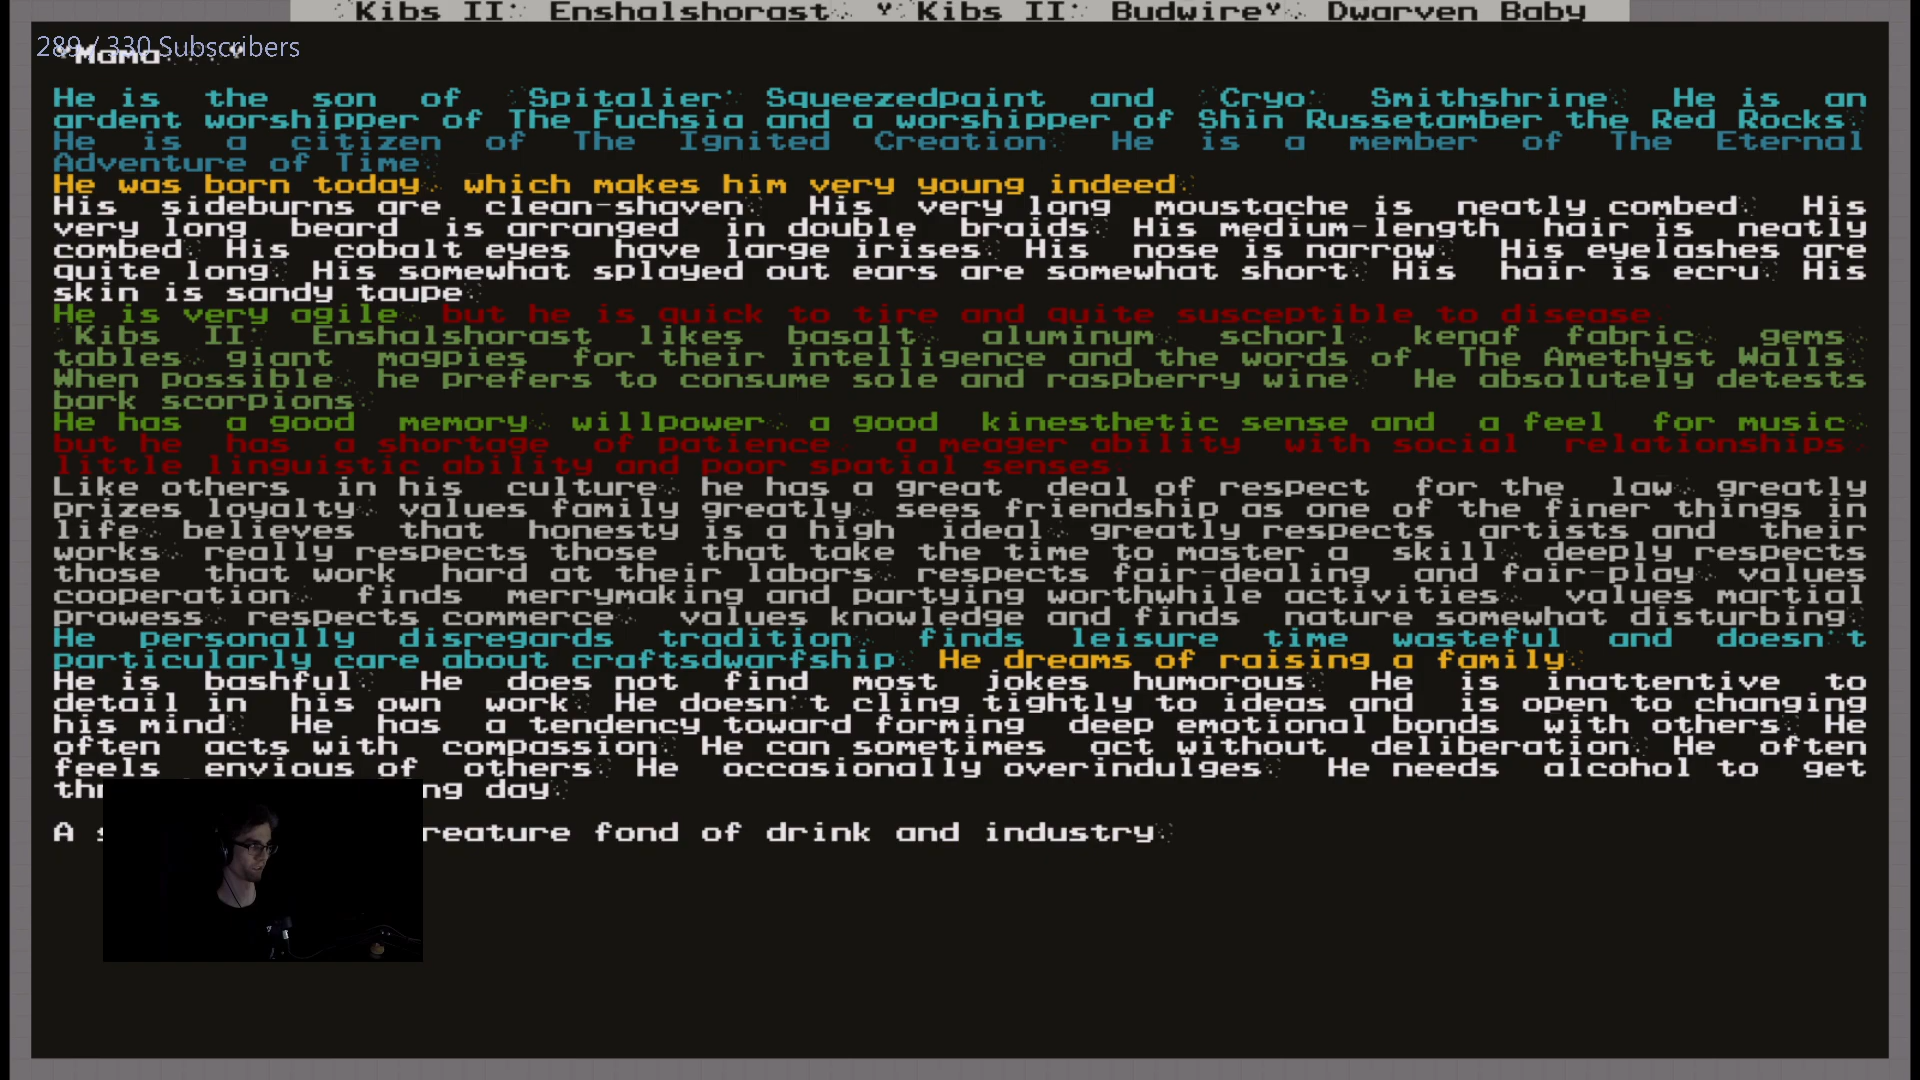 `Kibs II' Enshalshorast, "Kibs II' Budwire", Dwarven Baby
289 / 330 Subscribers
"Mama..."
He is the son of `Spitalier' Squeezedpaint and `Cryo' Smithshrine. He is an
ardent worshipper of The Fuchsia and a worshipper of Shin Russetamber the Red Rocks.
He is a citizen of The Ignited Creation. He is a member of The Eternal
Adventure of Time.
He was born today, which makes him very young indeed.
His sideburns are clean-shaven. His very long moustache is neatly combed. His
very long beard is arranged in double braids. His medium-length hair is neatly
combed. His cobalt eyes have large irises. His nose is narrow. His eyelashes are
quite long. His somewhat splayed out ears are somewhat short. His hair is ecru. His
skin is sandy taupe.
He is very agile, but he is quick to tire and quite susceptible to disease.
`Kibs II' Enshalshorast likes basalt, aluminum, schorl, kenaf fabric, gems,
tables, giant magpies for their intelligence and the words of The Amethyst Walls.
When possible, he prefers to consume sole and raspberry wine. He absolutely detests
bark scorpions.
He has a good memory, willpower, a good kinesthetic sense and a feel for music,
but he has a shortage of patience, a meager ability with social relationships,
little linguistic ability and poor spatial senses.
Like others in his culture, he has a great deal of respect for the law, greatly
prizes loyalty, values family greatly, sees friendship as one of the finer things in
life, believes that honesty is a high ideal, greatly respects artists and their
works, really respects those that take the time to master a skill, deeply respects
those that work hard at their labors, respects fair-dealing and fair-play, values
cooperation, finds merrymaking and partying worthwhile activities, values martial
prowess, respects commerce, values knowledge and finds nature somewhat disturbing.
He personally disregards tradition, finds leisure time wasteful and doesn't
particularly care about craftsdwarfship. He dreams of raising a family.
He is bashful. He does not find most jokes humorous. He is inattentive to
detail in his own work. He doesn't cling tightly to ideas and is open to changing
his mind. He has a tendency toward forming deep emotional bonds with others. He
often acts with compassion. He can sometimes act without deliberation. He often
feels envious of others. He occasionally overindulges. He needs alcohol to get
ng day.
A reature fond of drink and industry.